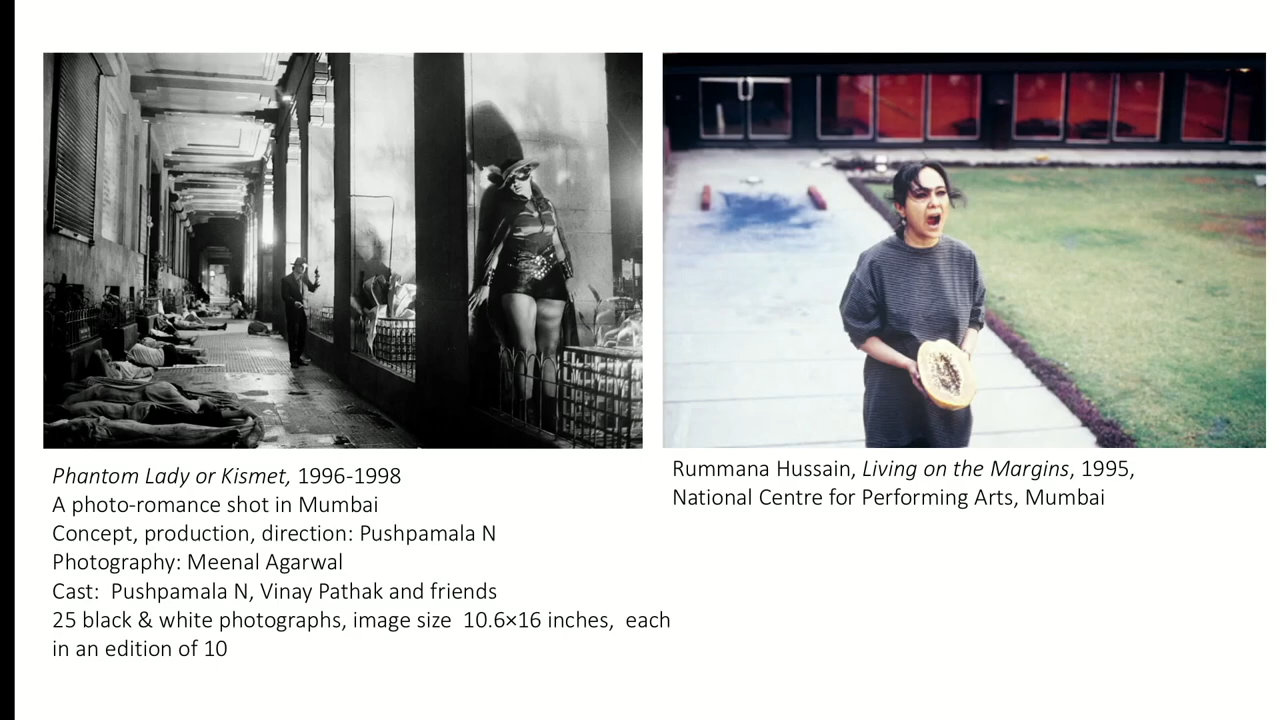 Phantom Lady or Kismet, 1996-1998
A photo-romance shot in Mumbai
Concept, production, direction: Pushpamala N
Photography: Meenal Agarwal
Cast:  Pushpamala N, Vinay Pathak and friends
25 black & white photographs, image size  10.6×16 inches,  each
in an edition of 10
Rummana Hussain, Living on the Margins, 1995,
National Centre for Performing Arts, Mumbai